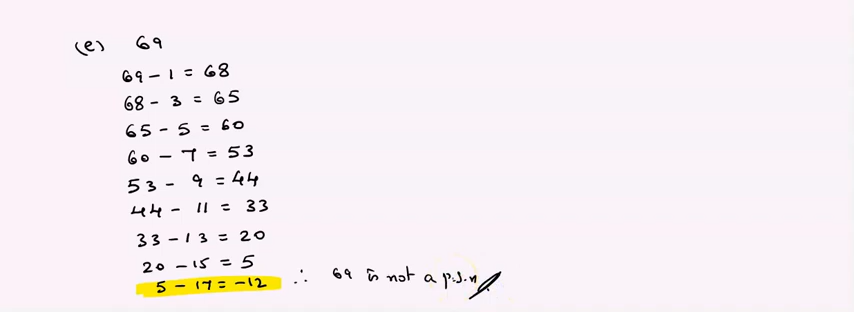 (e) 69
69 - 1 = 68
68 - 3 = 65
65 - 5 = 60
60 - 7 = 53
53 - 9 = 44
44 - 11 = 33
33 - 13 = 20
20 - 15 = 5
5 - 17 = -12 ∴ 69 is not a p.s.n